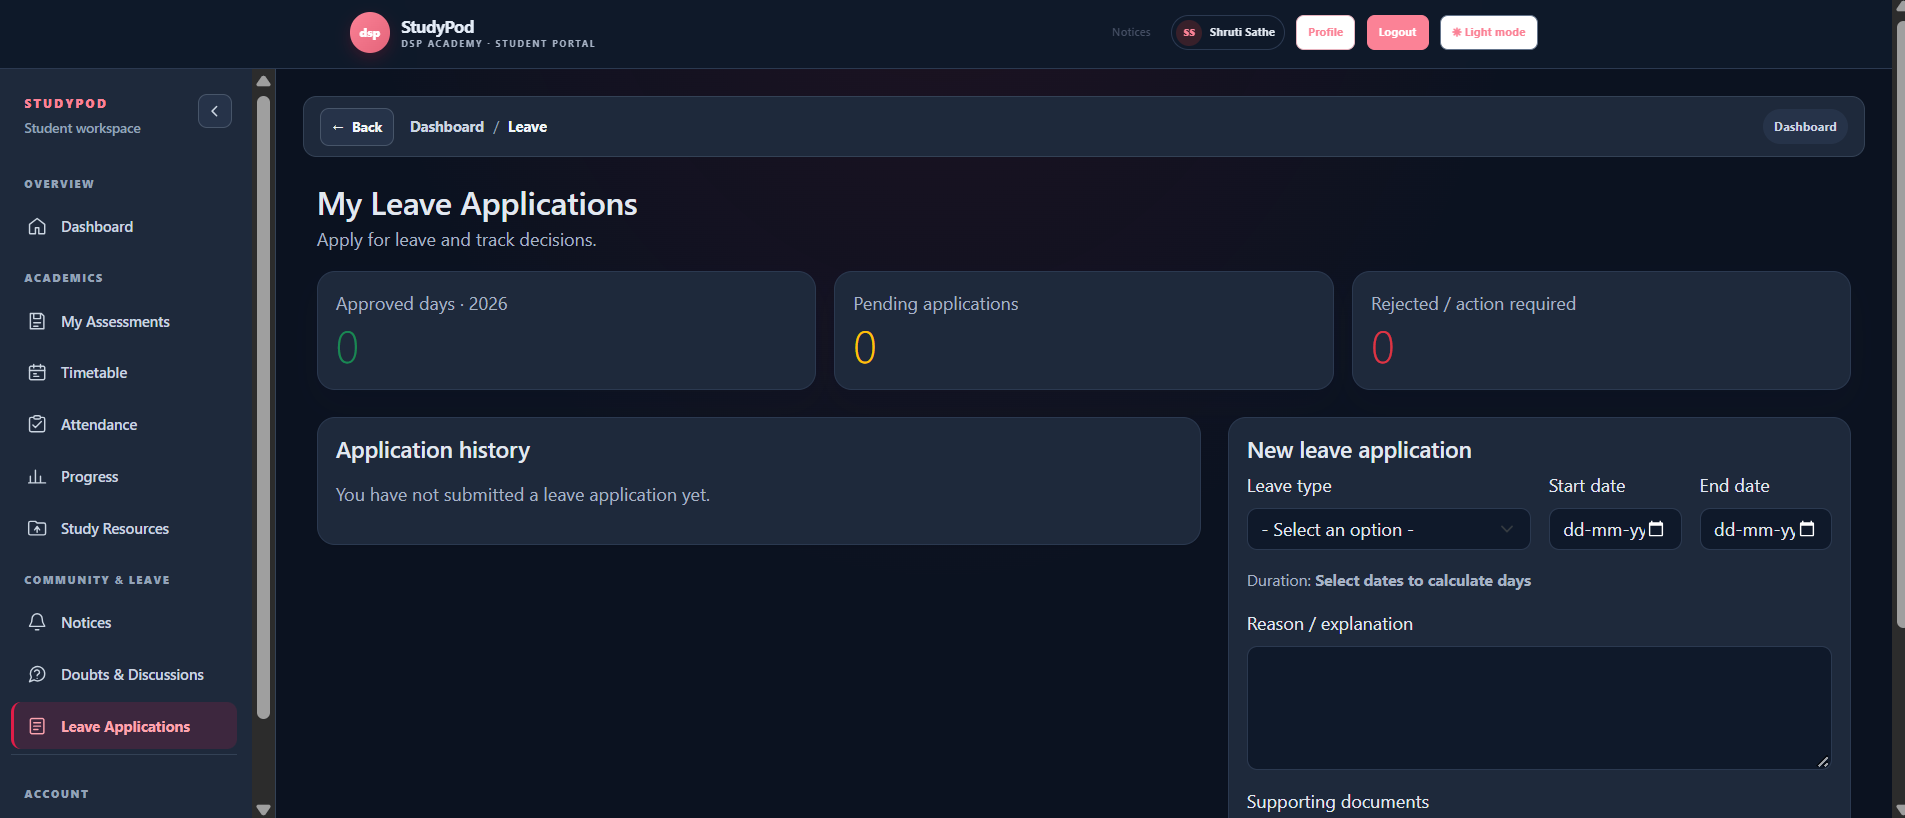 dsp
StudyPod
DSP ACADEMY · STUDENT PORTAL
Notices
SS Shruti Sathe
Profile
Logout
Light mode
STUDYPOD
Student workspace
OVERVIEW
Dashboard
ACADEMICS
My Assessments
Timetable
Attendance
Progress
Study Resources
COMMUNITY & LEAVE
Notices
Doubts & Discussions
Leave Applications
ACCOUNT
← Back
Dashboard / Leave
Dashboard
My Leave Applications
Apply for leave and track decisions.
Approved days · 2026
0
Pending applications
0
Rejected / action required
0
Application history
You have not submitted a leave application yet.
New leave application
Leave type
- Select an option -
Start date
dd-mm-yy
End date
dd-mm-yy
Duration: Select dates to calculate days
Reason / explanation
Supporting documents